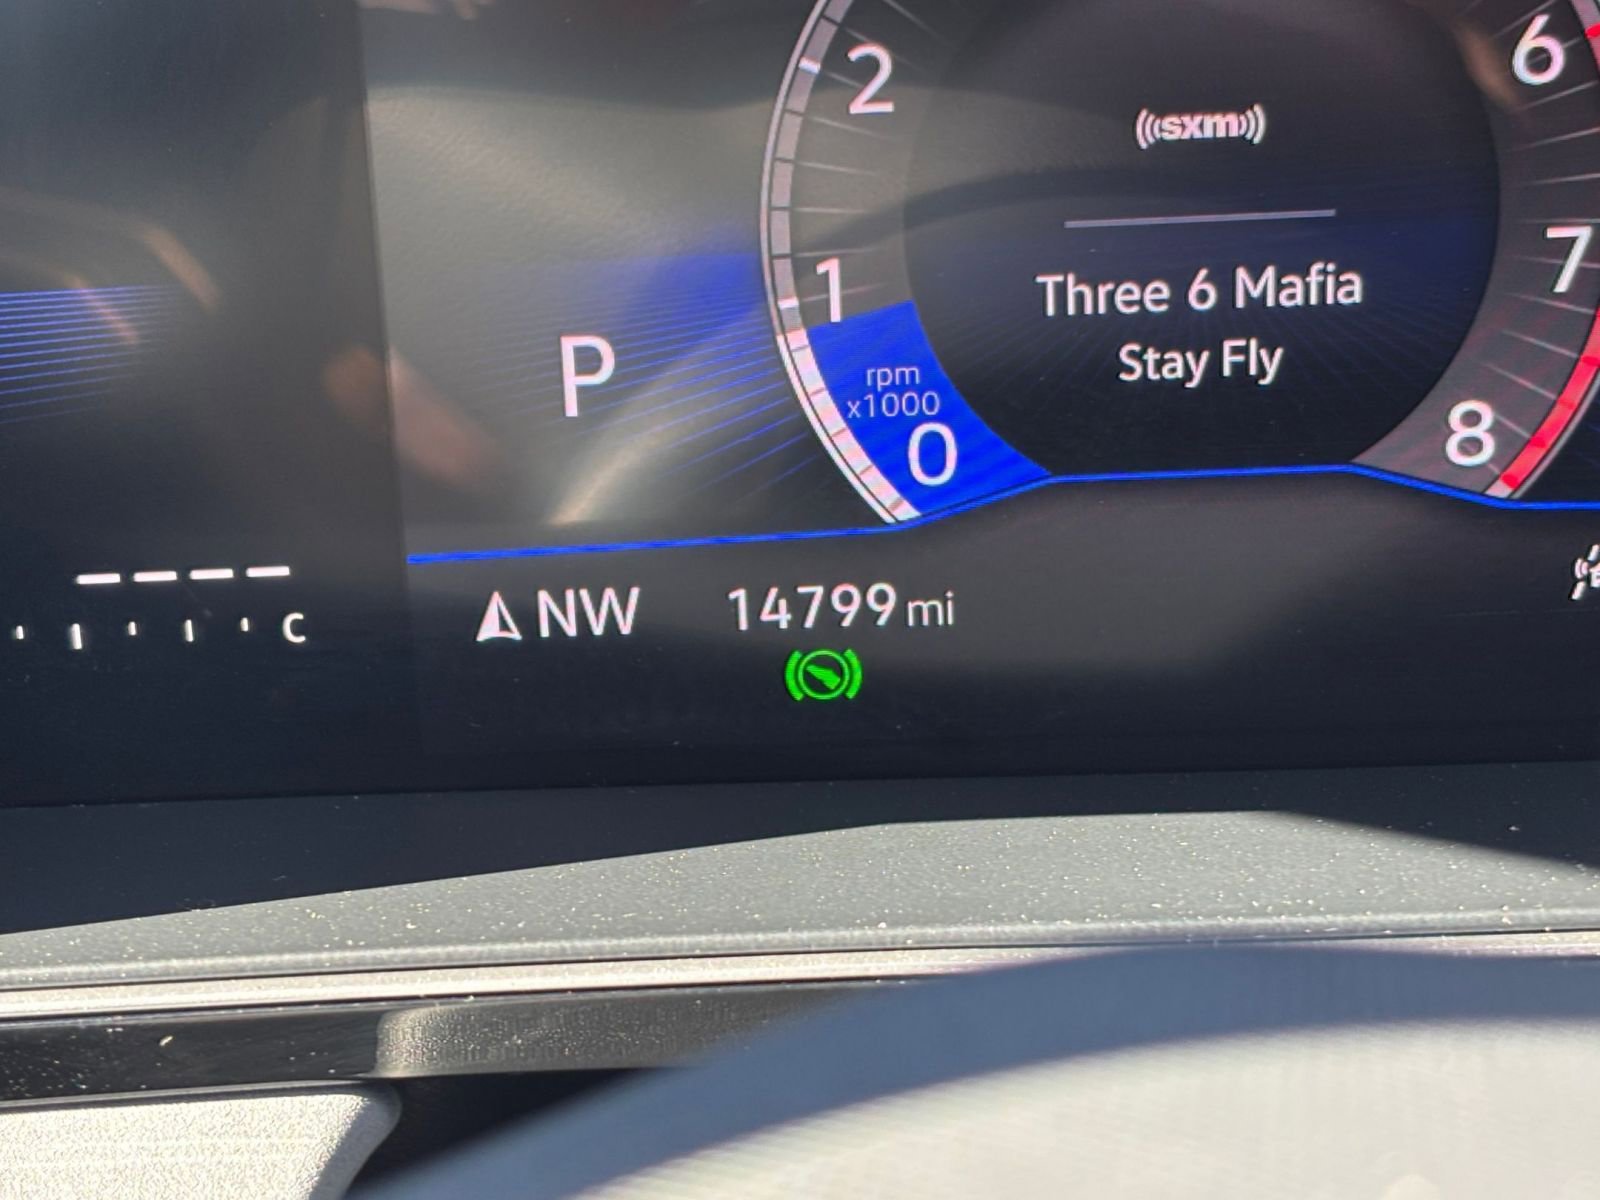 2
6
(((sxm)))
1
7
Three 6 Mafia
P
Stay Fly
rpm
x1000
0
8
C
NW
14799 mi